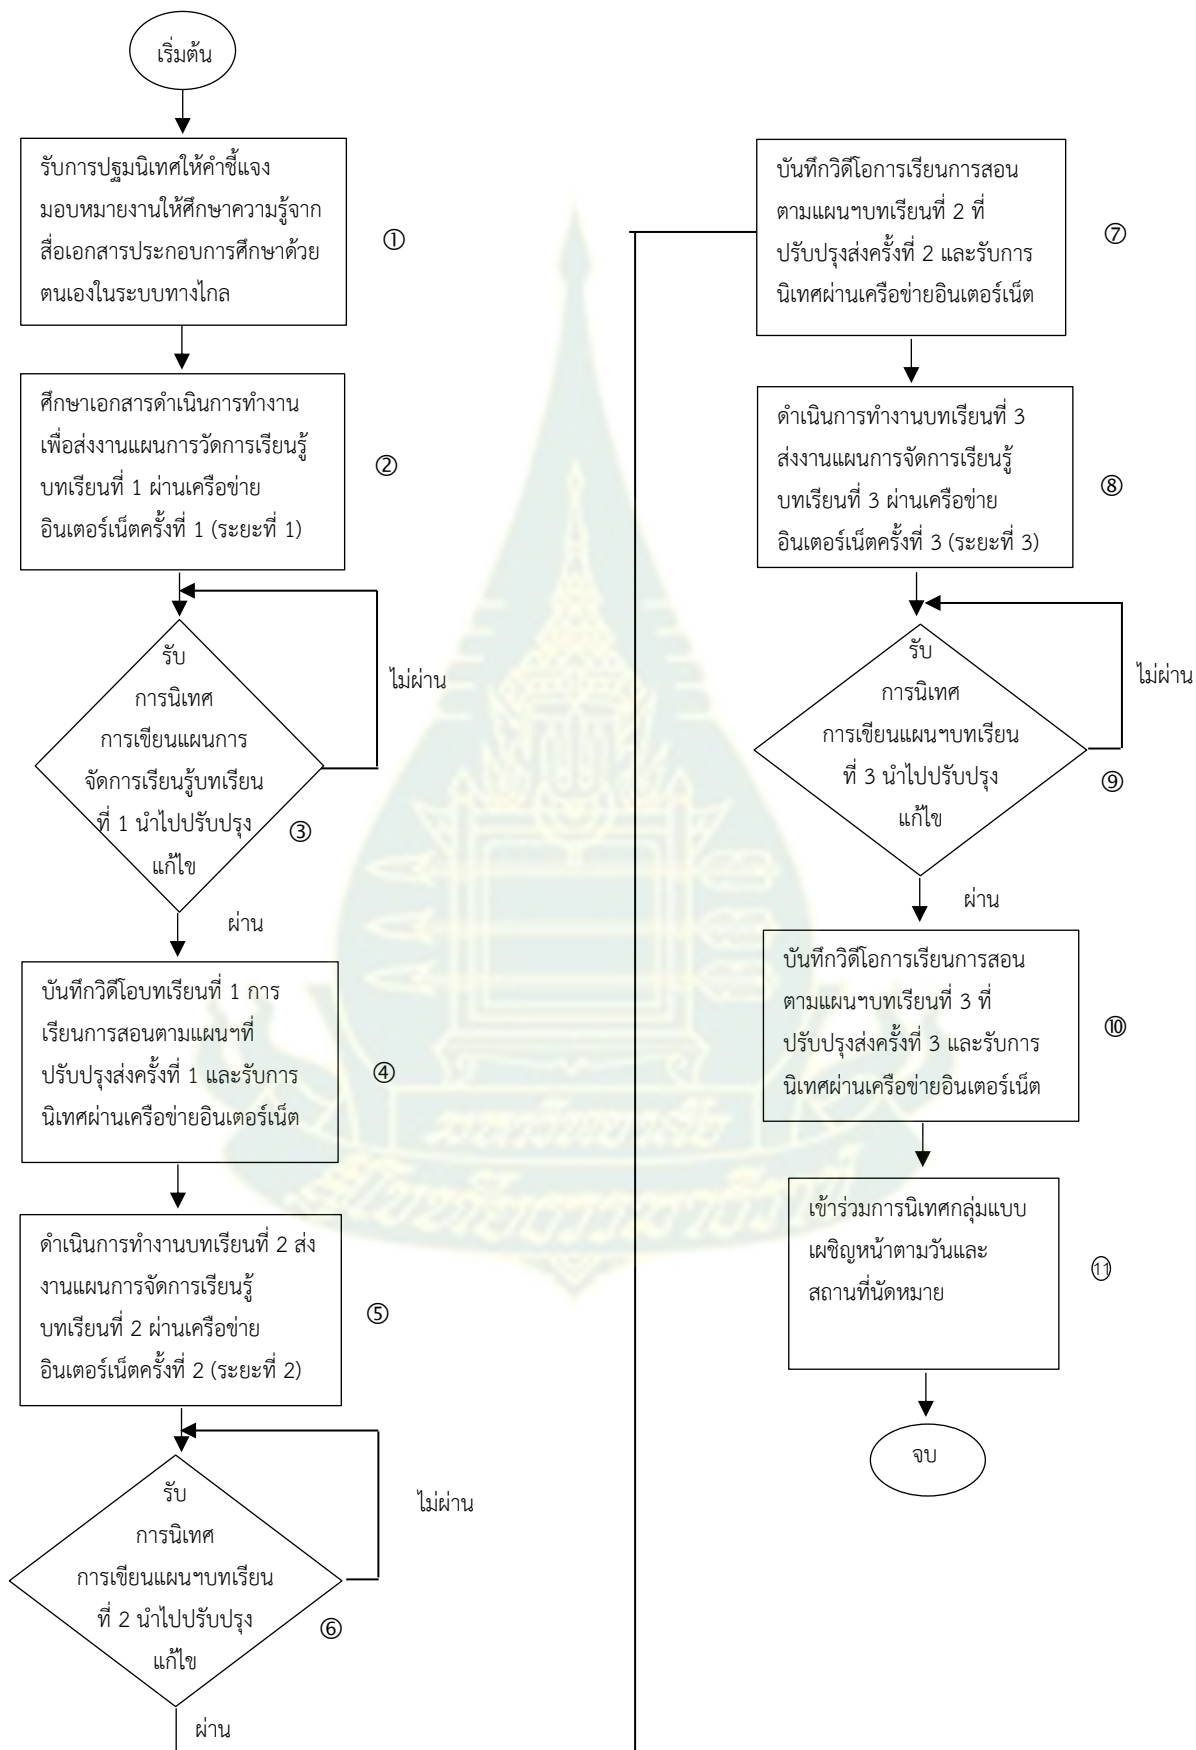 เริ่มต้น
รับการปฐมนิเทศให้คำชี้แจง
มอบหมายงานให้ศึกษาความรู้จาก
สื่อเอกสารประกอบการศึกษาด้วย
ตนเองในระบบทางไกล
①
ศึกษาเอกสารดำเนินการทำงาน
เพื่อส่งงานแผนการวัดการเรียนรู้
บทเรียนที่ 1 ผ่านเครือข่าย
อินเตอร์เน็ตครั้งที่ 1 (ระยะที่ 1)
②
รับ
การนิเทศ
การเขียนแผนการ
จัดการเรียนรู้บทเรียน
ที่ 1 นำไปปรับปรุง
แก้ไข
ไม่ผ่าน
③
ผ่าน
บันทึกวิดีโอบทเรียนที่ 1 การ
เรียนการสอนตามแผนฯที่
ปรับปรุงส่งครั้งที่ 1 และรับการ
นิเทศผ่านเครือข่ายอินเตอร์เน็ต
④
ดำเนินการทำงานบทเรียนที่ 2 ส่ง
งานแผนการจัดการเรียนรู้
บทเรียนที่ 2 ผ่านเครือข่าย
อินเตอร์เน็ตครั้งที่ 2 (ระยะที่ 2)
⑤
รับ
การนิเทศ
การเขียนแผนฯบทเรียน
ที่ 2 นำไปปรับปรุง
แก้ไข
ไม่ผ่าน
⑥
ผ่าน
บันทึกวิดีโอการเรียนการสอน
ตามแผนฯบทเรียนที่ 2 ที่
ปรับปรุงส่งครั้งที่ 2 และรับการ
นิเทศผ่านเครือข่ายอินเตอร์เน็ต
⑦
ดำเนินการทำงานบทเรียนที่ 3
ส่งงานแผนการจัดการเรียนรู้
บทเรียนที่ 3 ผ่านเครือข่าย
อินเตอร์เน็ตครั้งที่ 3 (ระยะที่ 3)
⑧
รับ
การนิเทศ
การเขียนแผนฯบทเรียน
ที่ 3 นำไปปรับปรุง
แก้ไข
ไม่ผ่าน
⑨
ผ่าน
บันทึกวิดีโอการเรียนการสอน
ตามแผนฯบทเรียนที่ 3 ที่
ปรับปรุงส่งครั้งที่ 3 และรับการ
นิเทศผ่านเครือข่ายอินเตอร์เน็ต
⑩
เข้าร่วมการนิเทศกลุ่มแบบ
เผชิญหน้าตามวันและ
สถานที่นัดหมาย
⑪
จบ
มหาวิทยาลัย
สุโขทัยธรรมาธิราช